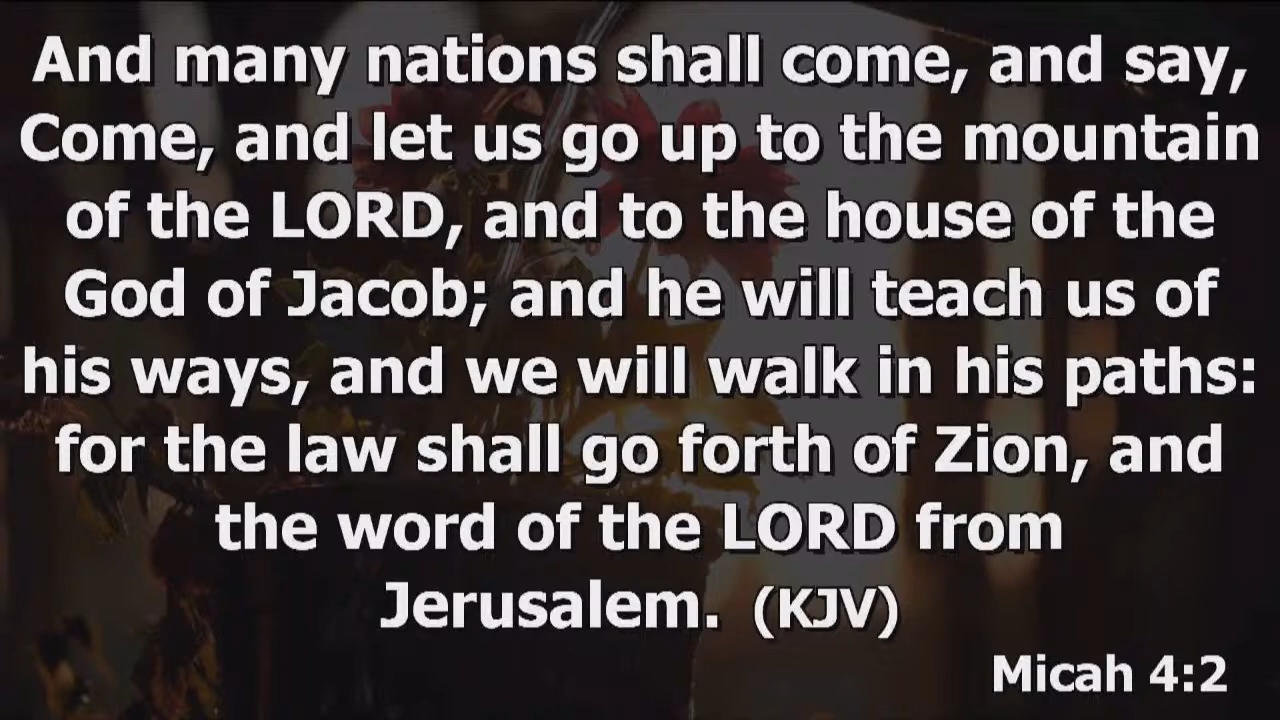 And many nations shall come, and say,
Come, and let us go up to the mountain
of the LORD, and to the house of the
God of Jacob; and he will teach us of
his ways, and we will walk in his paths:
for the law shall go forth of Zion, and
the word of the LORD from
Jerusalem. (KJV)
Micah 4:2